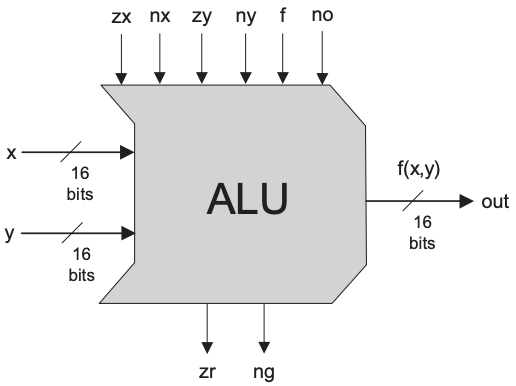 zx nx zy ny f no
x
16
bits
y
16
bits
ALU
f(x,y)
16
bits
out
zr ng